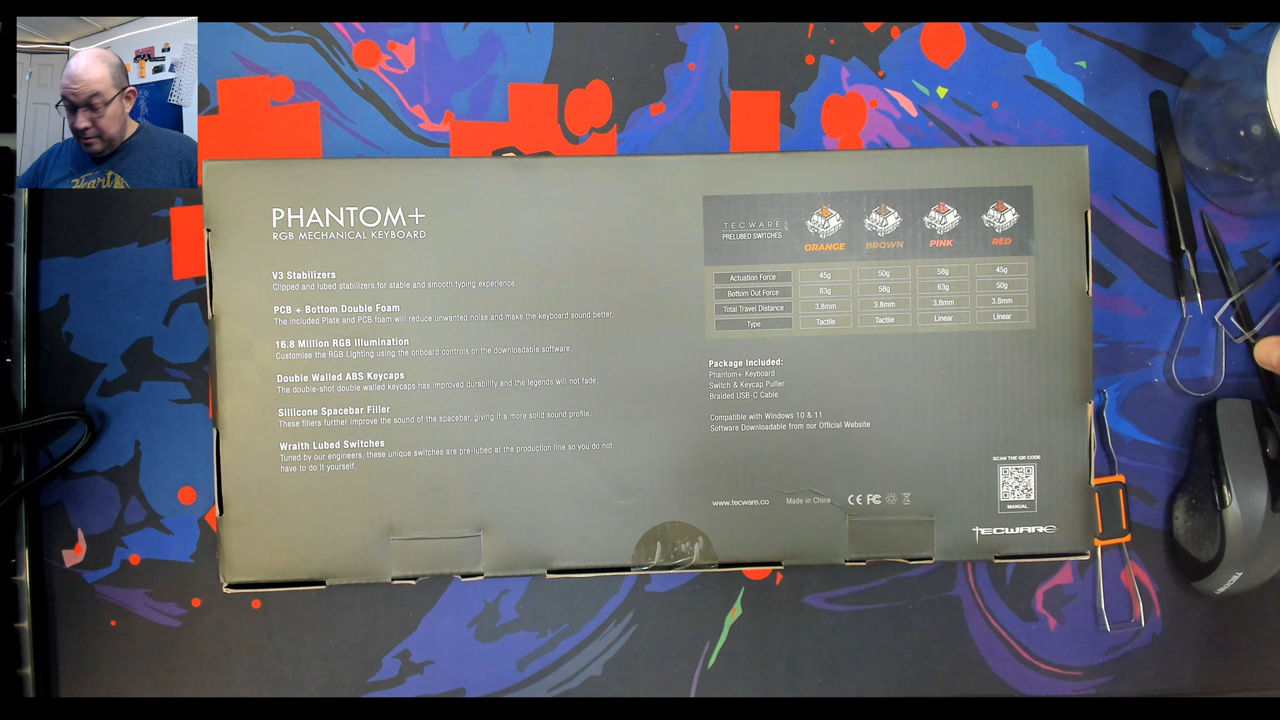 Heart
PHANTOM+
RGB MECHANICAL KEYBOARD
V3 Stabilizers
Clipped and lubed stabilizers for stable and smooth typing experience.
PCB + Bottom Double Foam
The included Plate and PCB foam will reduce unwanted noise and make the keyboard sound better.
16.8 Million RGB Illumination
Customise the RGB Lighting using the onboard controls or the downloadable software.
Double Walled ABS Keycaps
The double-shot double walled keycaps has improved durability and the legends will not fade.
Sillicone Spacebar Filler
These fillers further improve the sound of the spacebar, giving it a more solid sound profile.
Wraith Lubed Switches
Tuned by our engineers, these unique switches are pre-lubed at the production line so you do not
have to do it yourself.
TECWARE
PRELUBED SWITCHES
ORANGE BROWN PINK RED
Actuation Force 45g 50g 58g 45g
Bottom Out Force 63g 58g 63g 50g
Total Travel Distance 3.8mm 3.8mm 3.8mm 3.8mm
Type Tactile Tactile Linear Linear
Package Included:
Phantom+ Keyboard
Switch & Keycap Puller
Braided USB-C Cable
Compatible with Windows 10 & 11
Software Downloadable from our Official Website
SCAN THE QR CODE
MANUAL
www.tecware.co Made in China CE FC
TECWARE